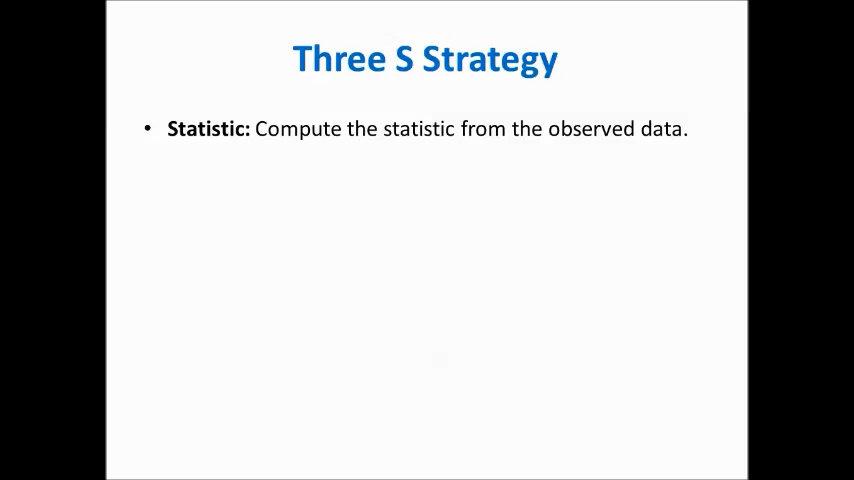 Three S Strategy
• Statistic: Compute the statistic from the observed data.